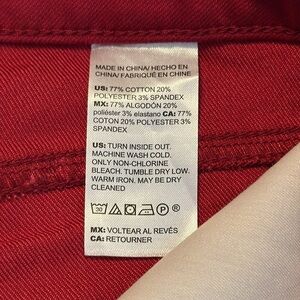 MADE IN CHINA/ HECHO EN
CHINA/ FABRIQUÉ EN CHINE
US: 77% COTTON 20%
POLYESTER 3% SPANDEX
MX: 77% ALGODÓN 20%
poliéster 3% elastano CA: 77%
COTON 20% POLYESTER 3%
SPANDEX
US: TURN INSIDE OUT.
MACHINE WASH COLD.
ONLY NON-CHLORINE
BLEACH. TUMBLE DRY LOW.
WARM IRON. MAY BE DRY
CLEANED
30 P ®
MX: VOLTEAR AL REVÉS
CA: RETOURNER